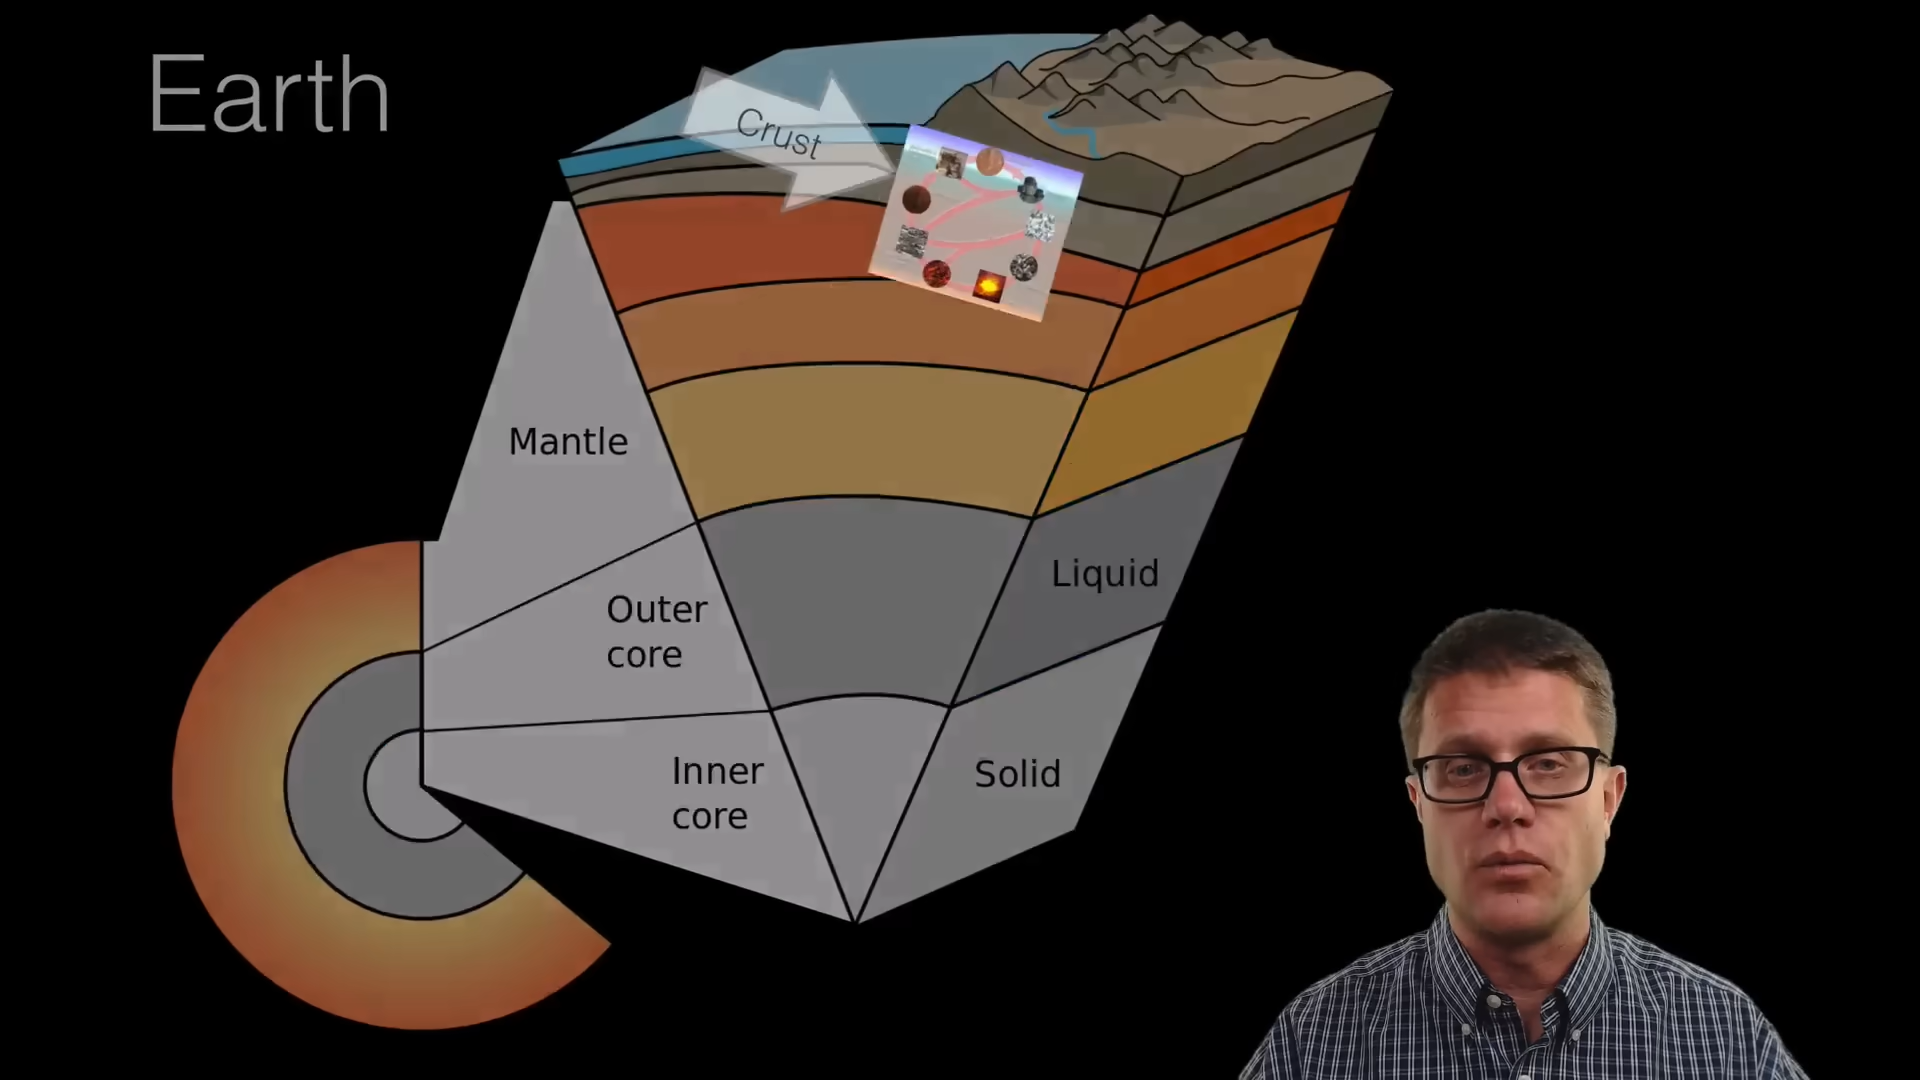 Earth
Crust
Mantle
Outer
core
Liquid
Inner
core
Solid